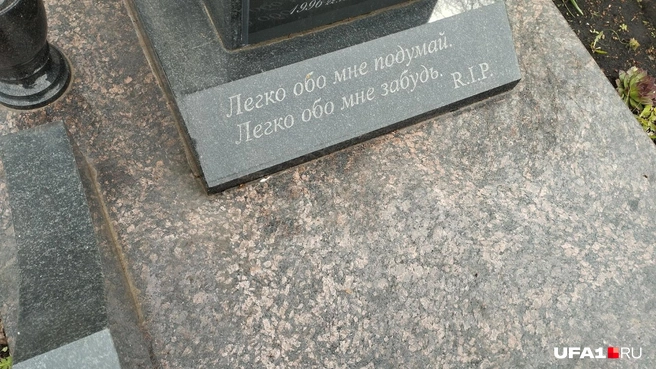 Легко обо мне подумай.
Легко обо мне забудь.
R.I.P.
UFA1.RU